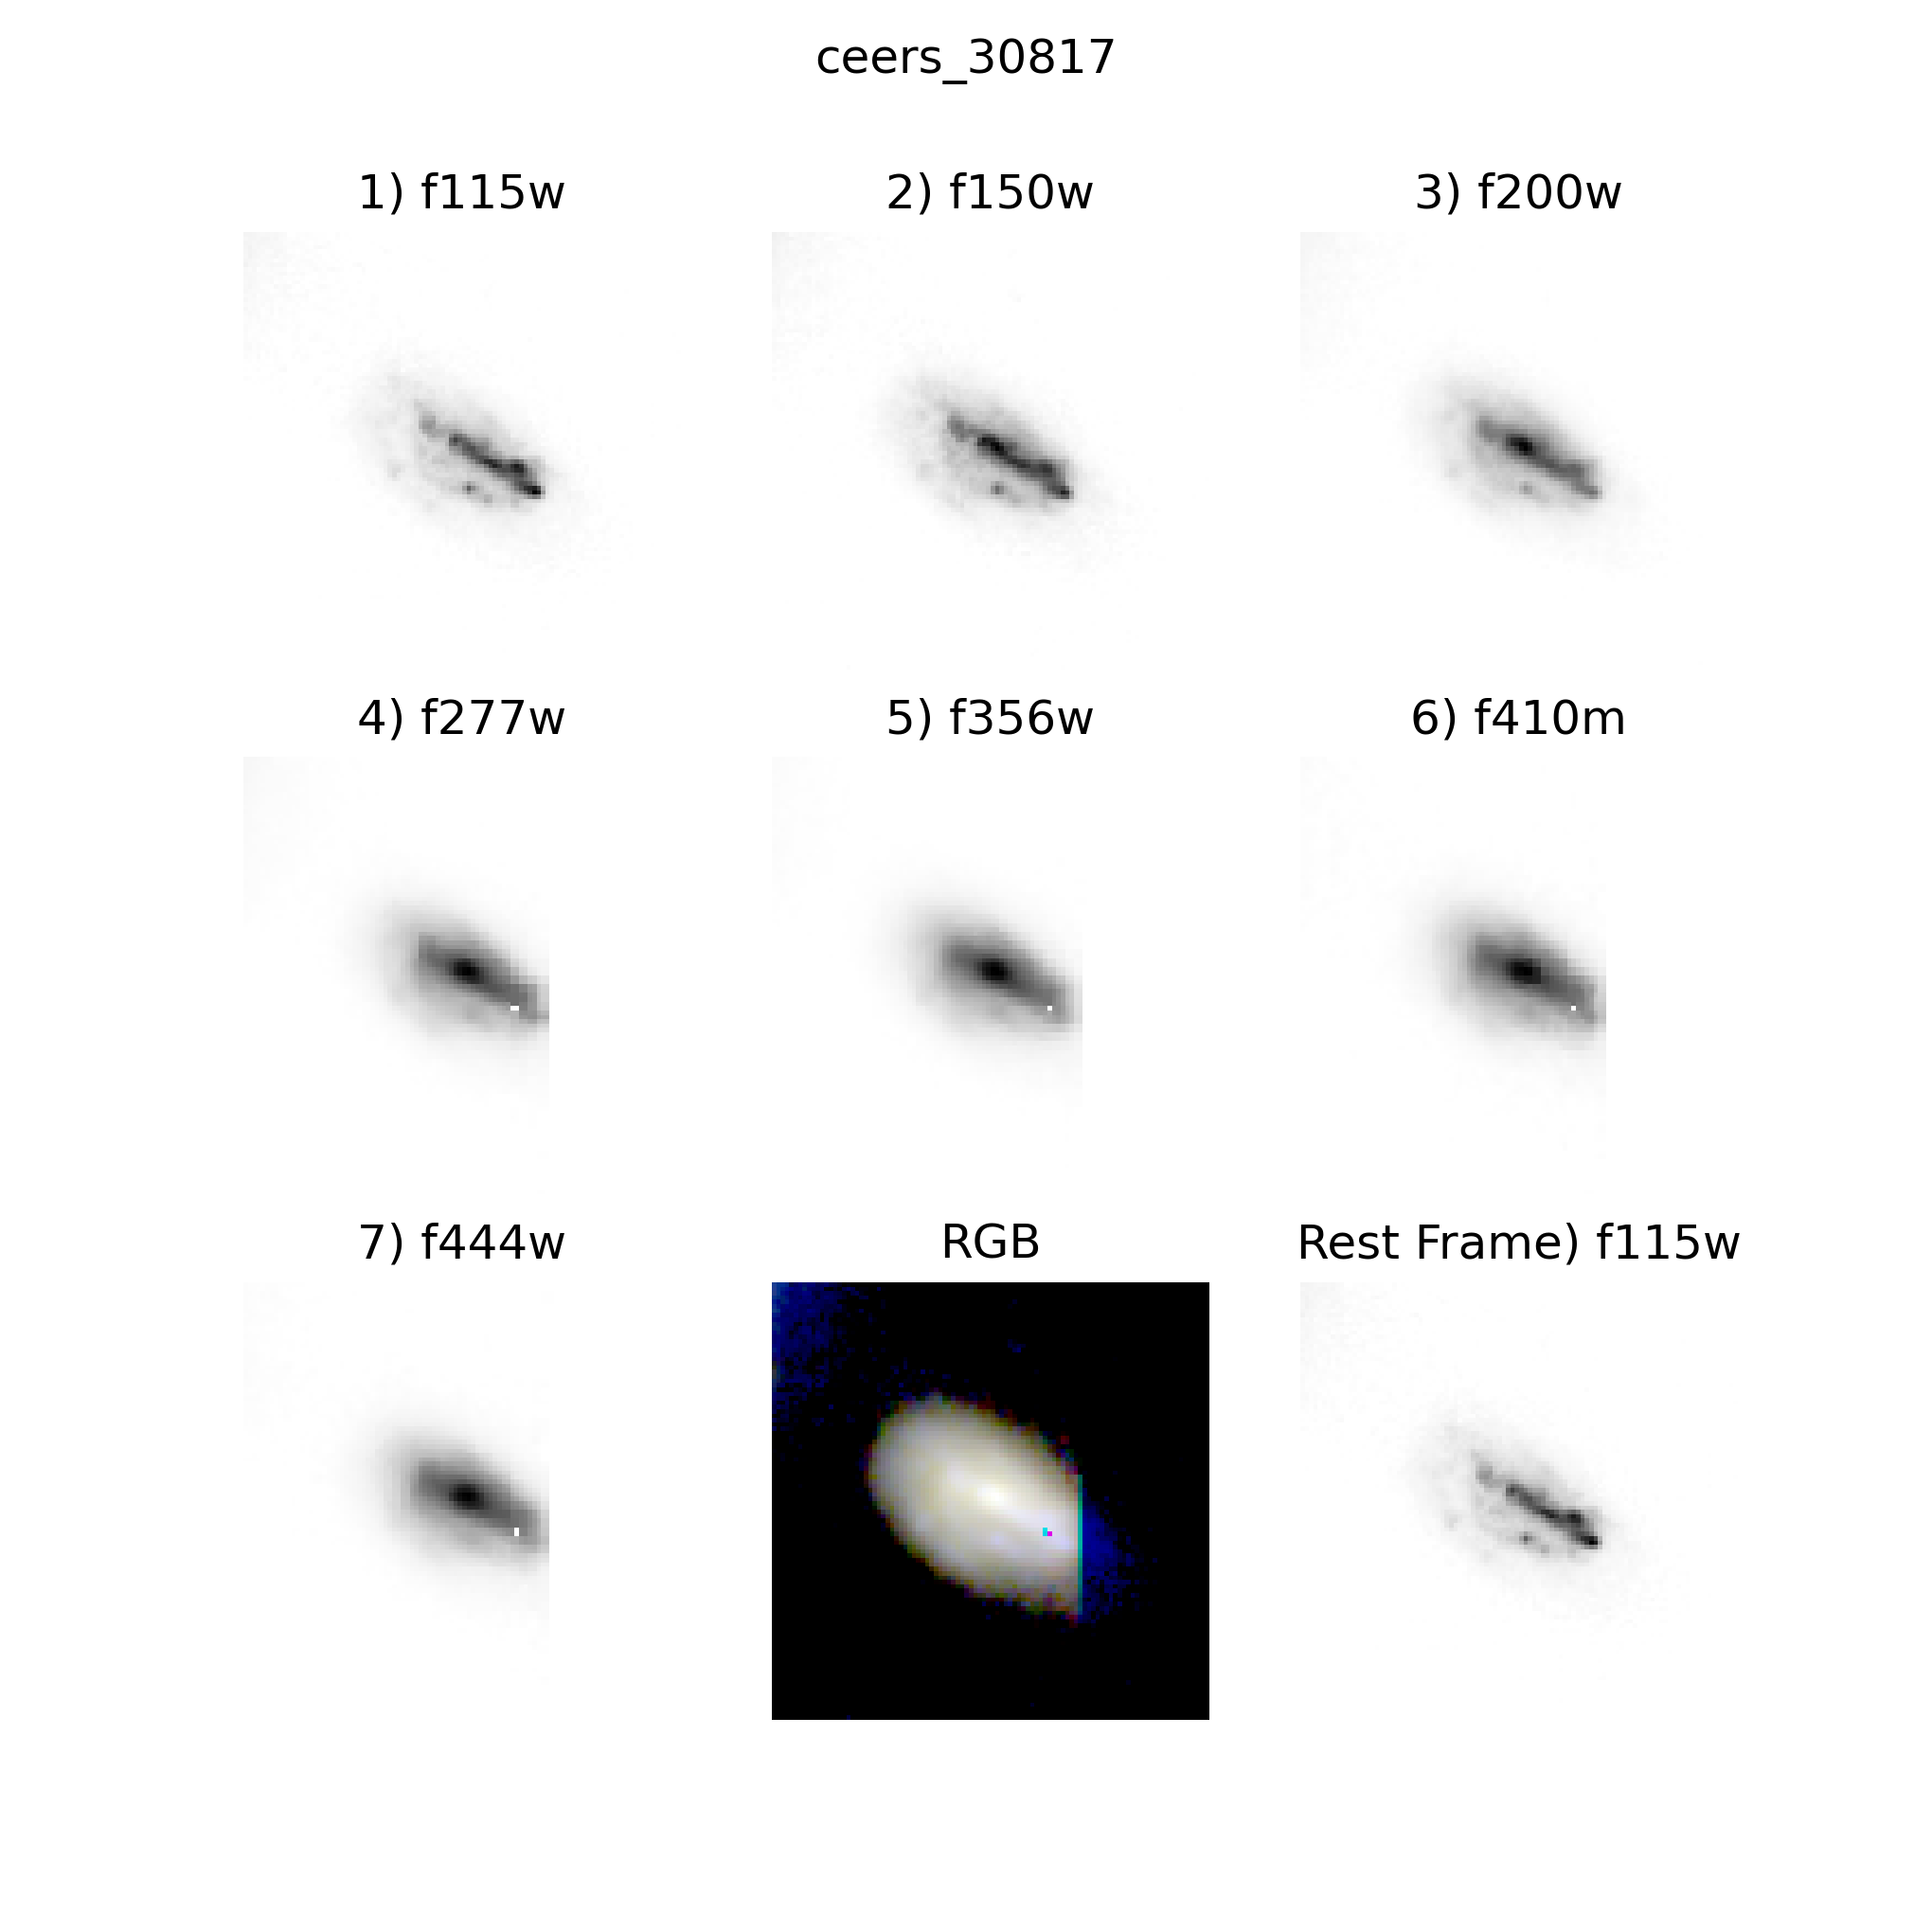 ceers_30817
1) f115w
2) f150w
3) f200w
4) f277w
5) f356w
6) f410m
7) f444w
RGB
Rest Frame) f115w